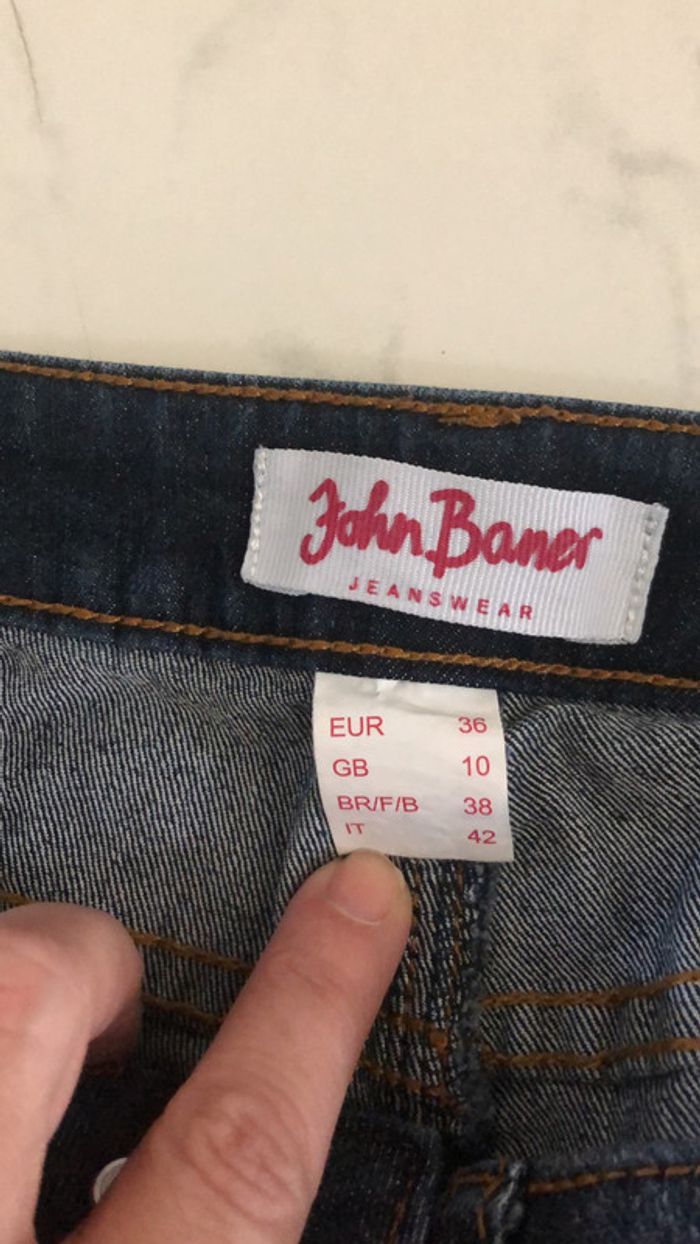 John Baner
JEANSWEAR
EUR 36
GB 10
BR/F/B 38
IT 42